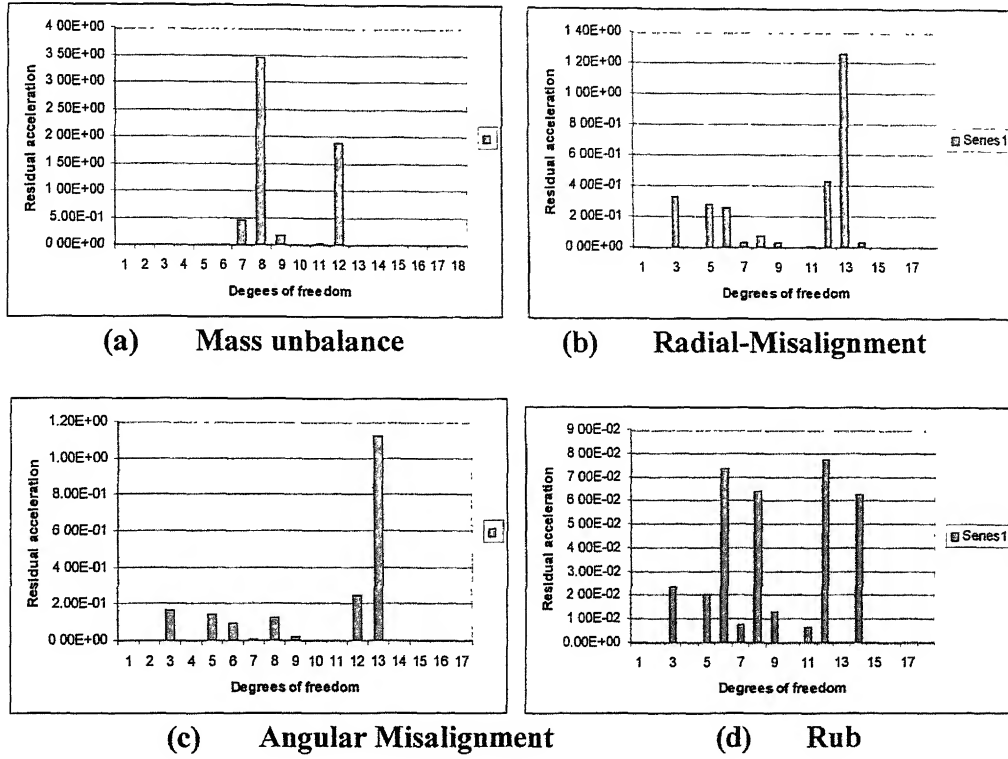 4 00E+00
3 50E+00
3 00E+00
2 50E+00
2 00E+00
1 50E+00
1 00E+00
5.00E-01
0 00E+00
Residual acceleration
1 2 3 4 5 6 7 8 9 10 11 12 13 14 15 16 17 18
Degees of freedom
(a) Mass unbalance
1 40E+00
1 20E+00
1 00E+00
8 00E-01
6 00E-01
4 00E-01
2 00E-01
0 00E+00
Residual acceleration
1 3 5 7 9 11 13 15 17
Degees of freedom
Series1
(b) Radial-Misalignment
1.20E+00
1.00E+00
8 00E-01
6 00E-01
4 00E-01
2 00E-01
0 00E+00
Residual acceleration
1 2 3 4 5 6 7 8 9 10 11 12 13 14 15 16 17
Degees of freedom
(c) Angular Misalignment
9 00E-02
8 00E-02
7 00E-02
6 00E-02
5 00E-02
4 00E-02
3 00E-02
2 00E-02
1 00E-02
0.00E+00
Residual acceleration
1 3 5 7 9 11 13 15 17
Degees of freedom
Series1
(d) Rub